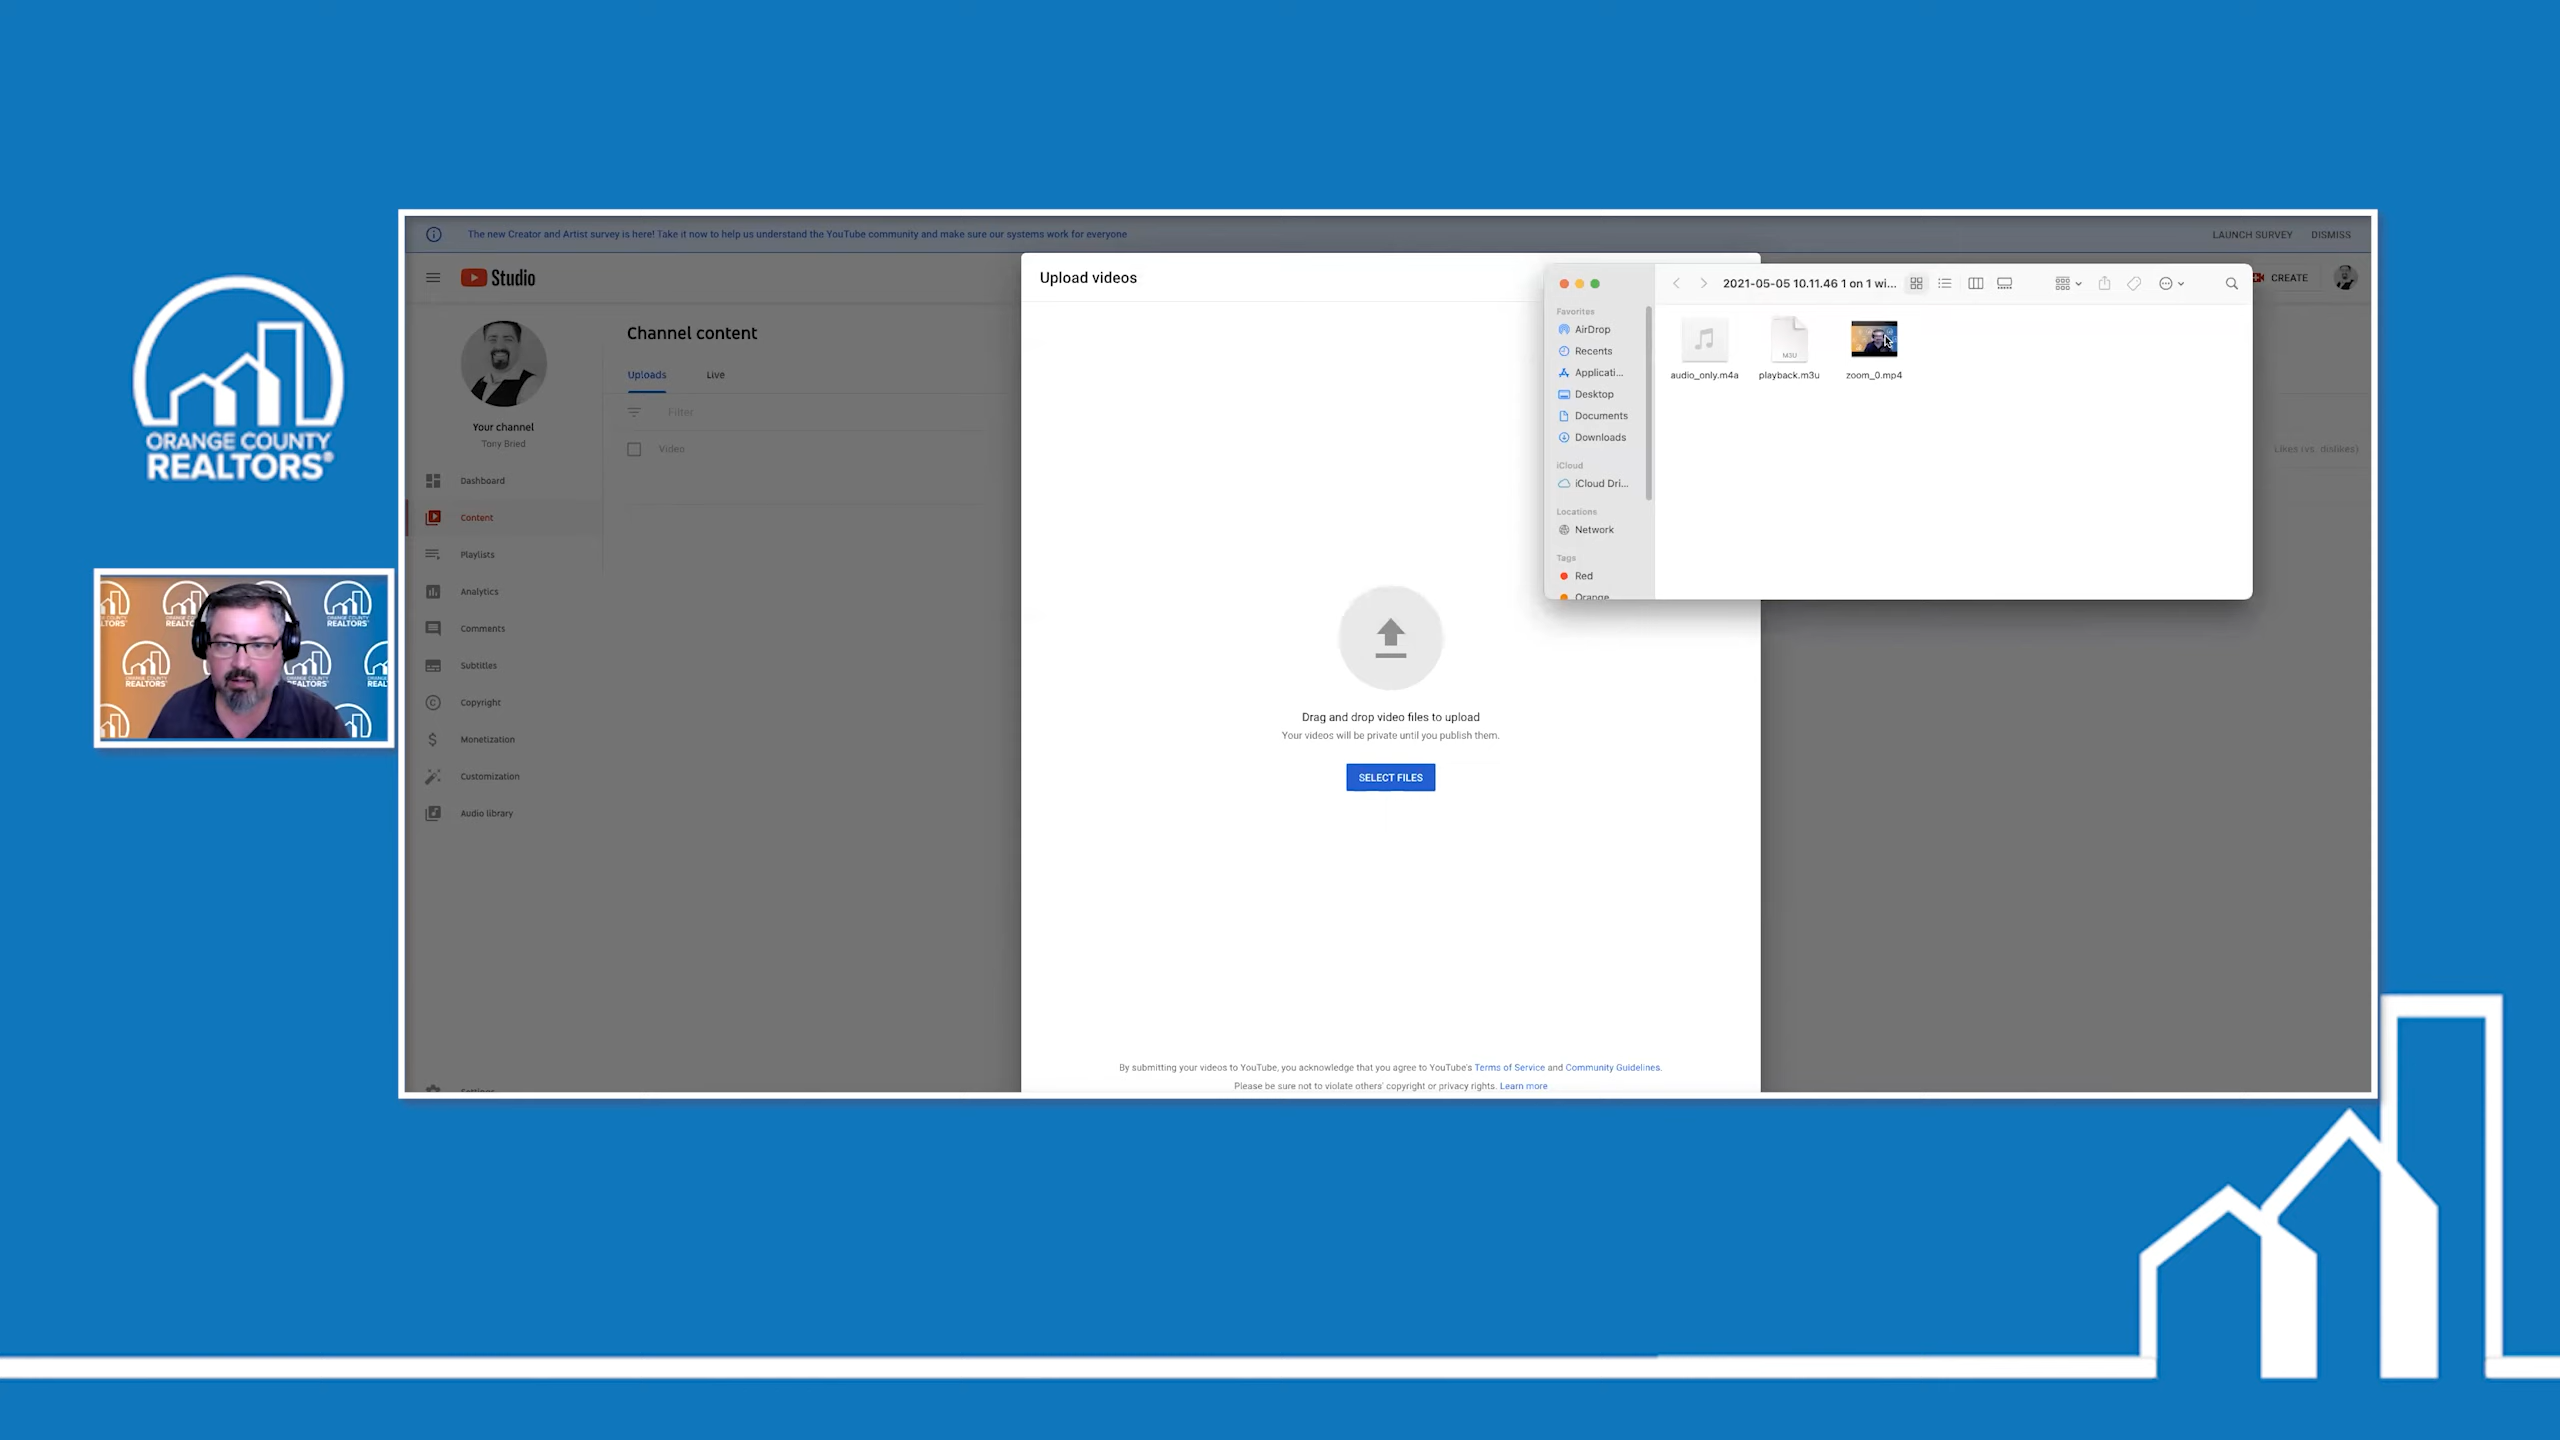 ORANGE COUNTY
REALTORS®
The new Creator and Artist survey is here! Take it now to help us understand the YouTube community and make sure our systems work for everyone
LAUNCH SURVEY
DISMISS
Studio
CREATE
Your channel
Tony Bried
Dashboard
Content
Playlists
Analytics
Comments
Subtitles
Copyright
Monetization
Customization
Audio library
Settings
Channel content
Uploads
Live
Filter
Video
Likes (vs. dislikes)
Upload videos
Drag and drop video files to upload
Your videos will be private until you publish them.
SELECT FILES
By submitting your videos to YouTube, you acknowledge that you agree to YouTube's Terms of Service and Community Guidelines.
Please be sure not to violate others' copyright or privacy rights. Learn more
2021-05-05 10.11.46 1 on 1 wi...
Favorites
AirDrop
Recents
Applicati...
Desktop
Documents
Downloads
iCloud
iCloud Dri...
Locations
Network
Tags
Red
Orange
M3U
audio_only.m4a
playback.m3u
zoom_0.mp4